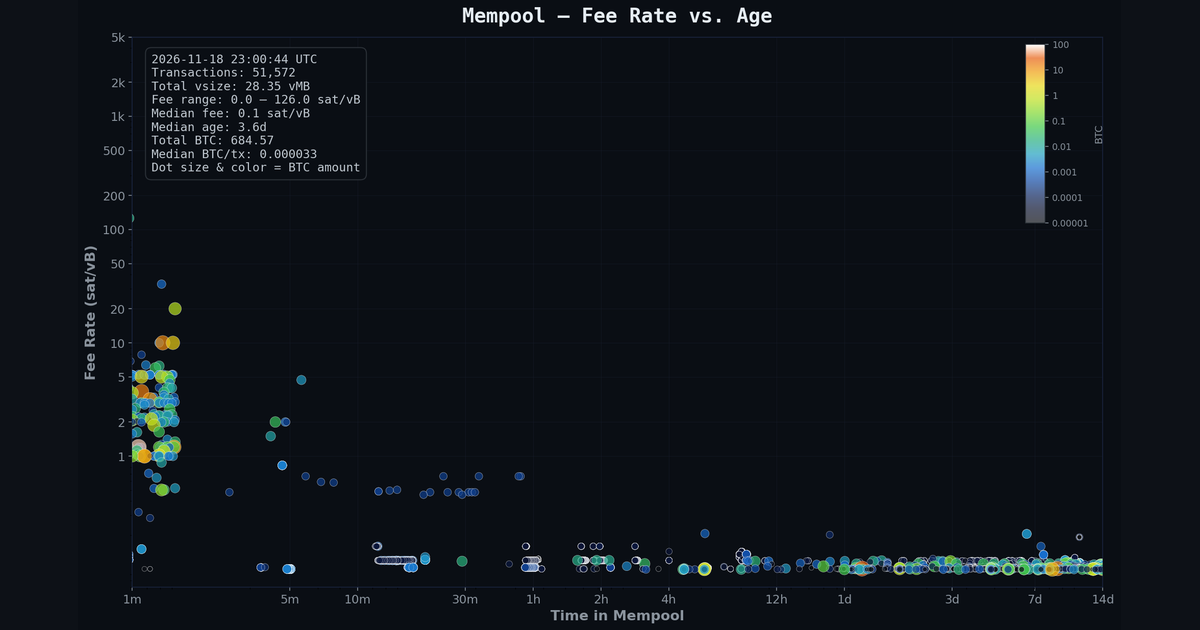 Mempool — Fee Rate vs. Age
2026-11-18 23:00:44 UTC
Transactions: 51,572
Total vsize: 28.35 vMB
Fee range: 0.0 — 126.0 sat/vB
Median fee: 0.1 sat/vB
Median age: 3.6d
Total BTC: 684.57
Median BTC/tx: 0.000033
Dot size & color = BTC amount
100
10
1
0.1
0.01
0.001
0.0001
0.00001
BTC
Fee Rate (sat/vB)
5k
2k
1k
500
200
100
50
20
10
5
2
1
1m
5m
10m
30m
1h
2h
4h
12h
1d
3d
7d
14d
Time in Mempool